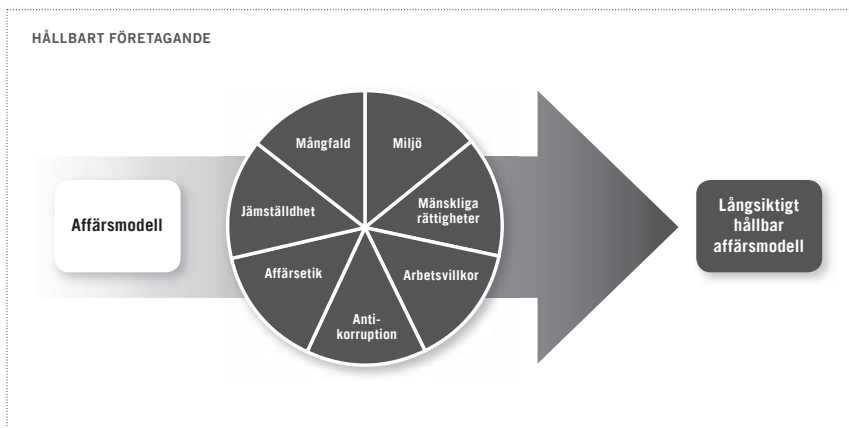 HÅLLBART FÖRETAGANDE
Affärsmodell
Mångfald
Miljö
Jämställdhet
Mänskliga
rättigheter
Affärsetik
Arbetsvillkor
Anti-
korruption
Långsiktigt
hållbar
affärsmodell